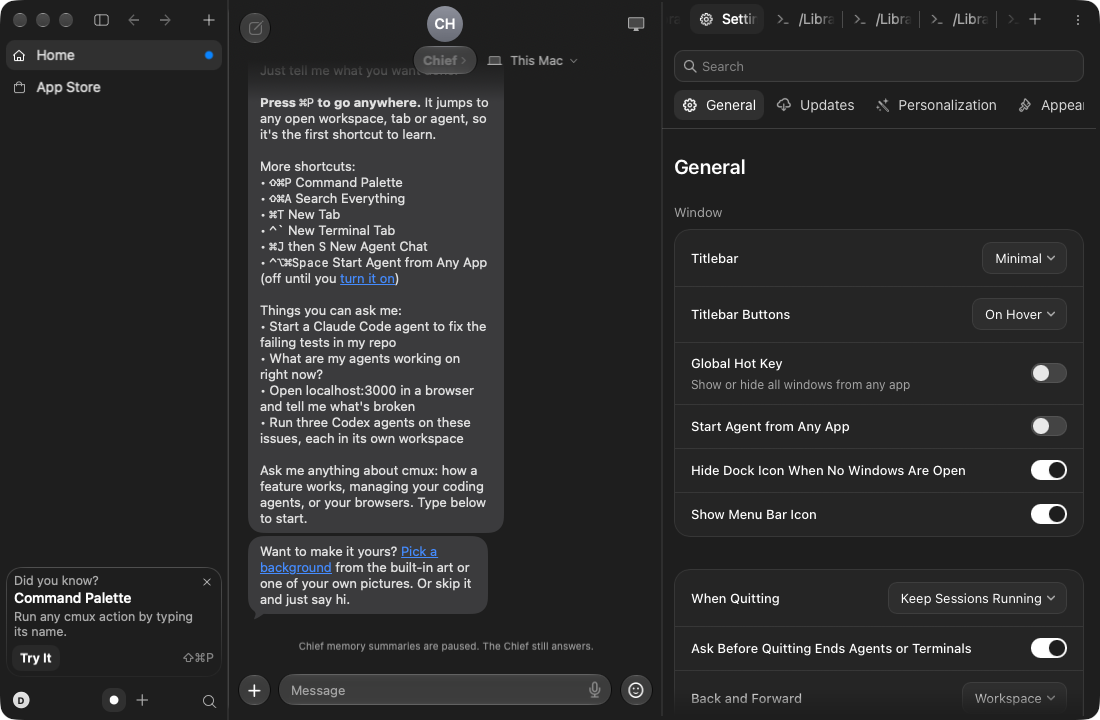 Home
App Store
Did you know?
Command Palette
Run any cmux action by typing
its name.
Try It
⇧⌘P
D
CH
Chief
This Mac
Just tell me what you want done.
Press ⌘P to go anywhere. It jumps to
any open workspace, tab or agent, so
it's the first shortcut to learn.
More shortcuts:
• ⇧⌘P Command Palette
• ⇧⌘A Search Everything
• ⌘T New Tab
• ^` New Terminal Tab
• ⌘J then S New Agent Chat
• ^⌥⌘Space Start Agent from Any App
(off until you turn it on)
Things you can ask me:
• Start a Claude Code agent to fix the
failing tests in my repo
• What are my agents working on
right now?
• Open localhost:3000 in a browser
and tell me what's broken
• Run three Codex agents on these
issues, each in its own workspace
Ask me anything about cmux: how a
feature works, managing your coding
agents, or your browsers. Type below
to start.
Want to make it yours? Pick a
background from the built-in art or
one of your own pictures. Or skip it
and just say hi.
Chief memory summaries are paused. The Chief still answers.
Message
Settin
/Libra
/Libra
/Libra
Search
General
Updates
Personalization
Appear
General
Window
Titlebar
Minimal
Titlebar Buttons
On Hover
Global Hot Key
Show or hide all windows from any app
Start Agent from Any App
Hide Dock Icon When No Windows Are Open
Show Menu Bar Icon
When Quitting
Keep Sessions Running
Ask Before Quitting Ends Agents or Terminals
Back and Forward
Workspace